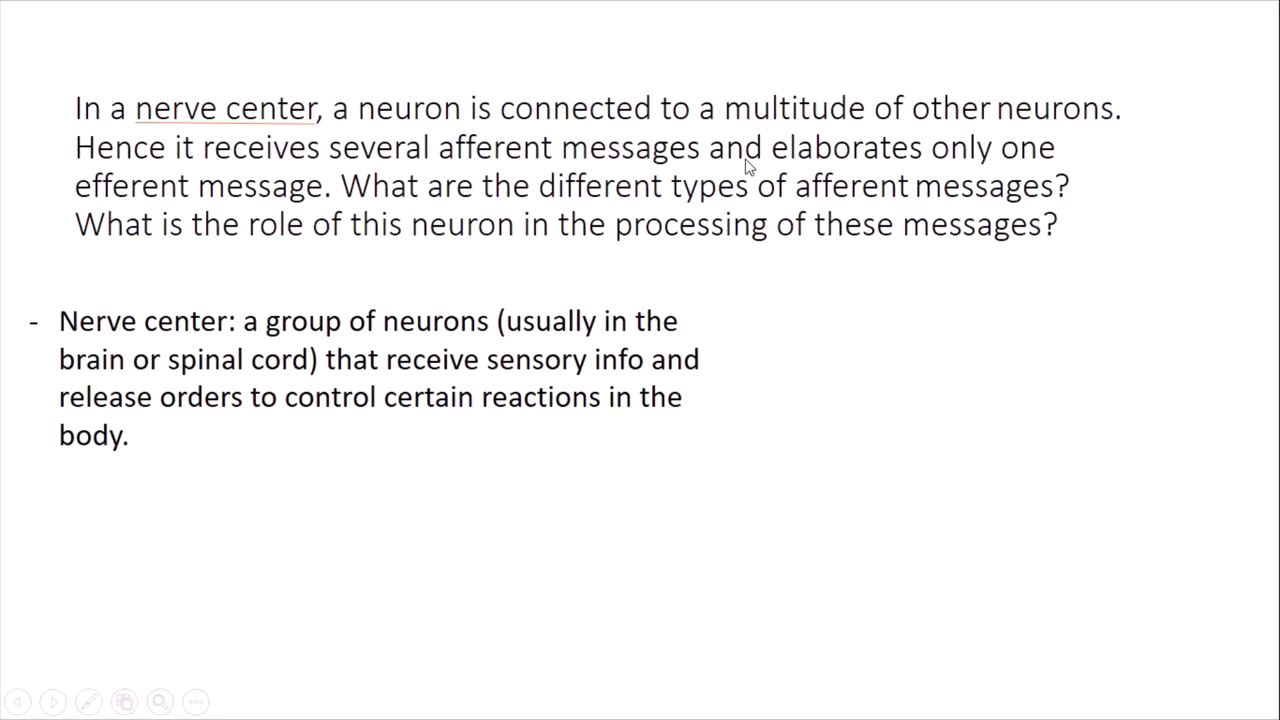 In a nerve center, a neuron is connected to a multitude of other neurons.
Hence it receives several afferent messages and elaborates only one
efferent message. What are the different types of afferent messages?
What is the role of this neuron in the processing of these messages?
- Nerve center: a group of neurons (usually in the
brain or spinal cord) that receive sensory info and
release orders to control certain reactions in the
body.